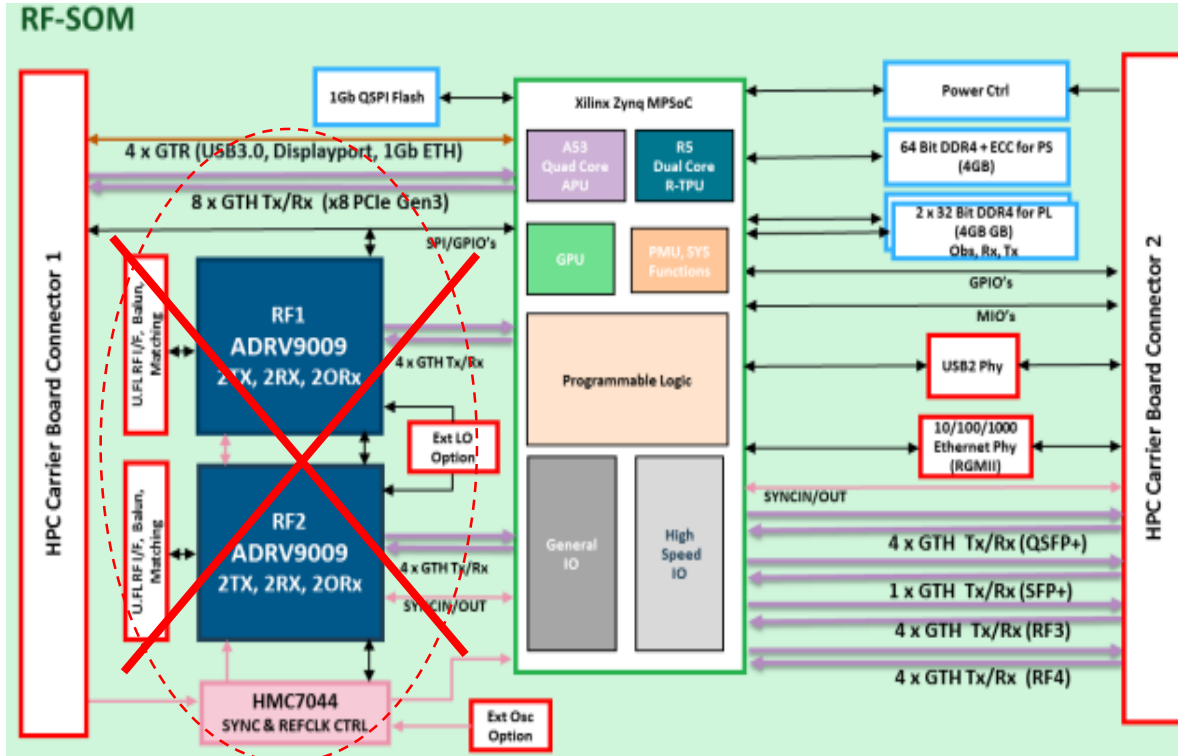 RF-SOM
HPC Carrier Board Connector 1
1Gb QSPI Flash
4 x GTR (USB3.0, Displayport, 1Gb ETH)
8 x GTH Tx/Rx (x8 PCIe Gen3)
SPI/GPIO's
U.FL RF I/F, Balun,
Matching
RF1
ADRV9009
2TX, 2RX, 2ORx
4 x GTH Tx/Rx
Ext LO
Option
U.FL RF I/F, Balun,
Matching
RF2
ADRV9009
2TX, 2RX, 2ORx
4 x GTH Tx/Rx
SYNCIN/OUT
HMC7044
SYNC & REFCLK CTRL
Ext Osc
Option
Xilinx Zynq MPSoC
A53
Quad Core
APU
R5
Dual Core
R-TPU
GPU
PMU, SYS
Functions
Programmable Logic
General
IO
High
Speed
IO
Power Ctrl
64 Bit DDR4 + ECC for PS
(4GB)
2 x 32 Bit DDR4 for PL
(4GB GB)
Obs, Rx, Tx
GPIO's
MIO's
USB2 Phy
10/100/1000
Ethernet Phy
(RGMII)
SYNCIN/OUT
4 x GTH Tx/Rx (QSFP+)
1 x GTH Tx/Rx (SFP+)
4 x GTH Tx/Rx (RF3)
4 x GTH Tx/Rx (RF4)
HPC Carrier Board Connector 2